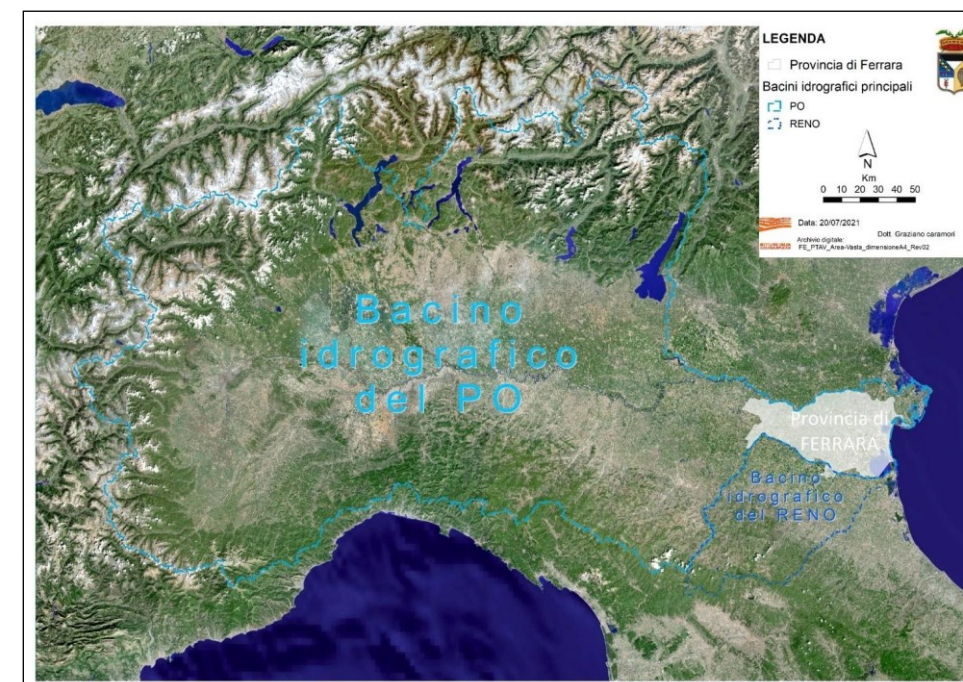 LEGENDA
Provincia di Ferrara
Bacini idrografici principali
PO
RENO
N
Km
0 10 20 30 40 50
Data: 20/07/2021
Dott. Graziano caramori
Archivio digitale:
FE_PTAV_Area-Vasta_dimensioneA4_Rev02
Bacino
idrografico
del PO
Provincia di
FERRARA
Bacino
idrografico
del RENO